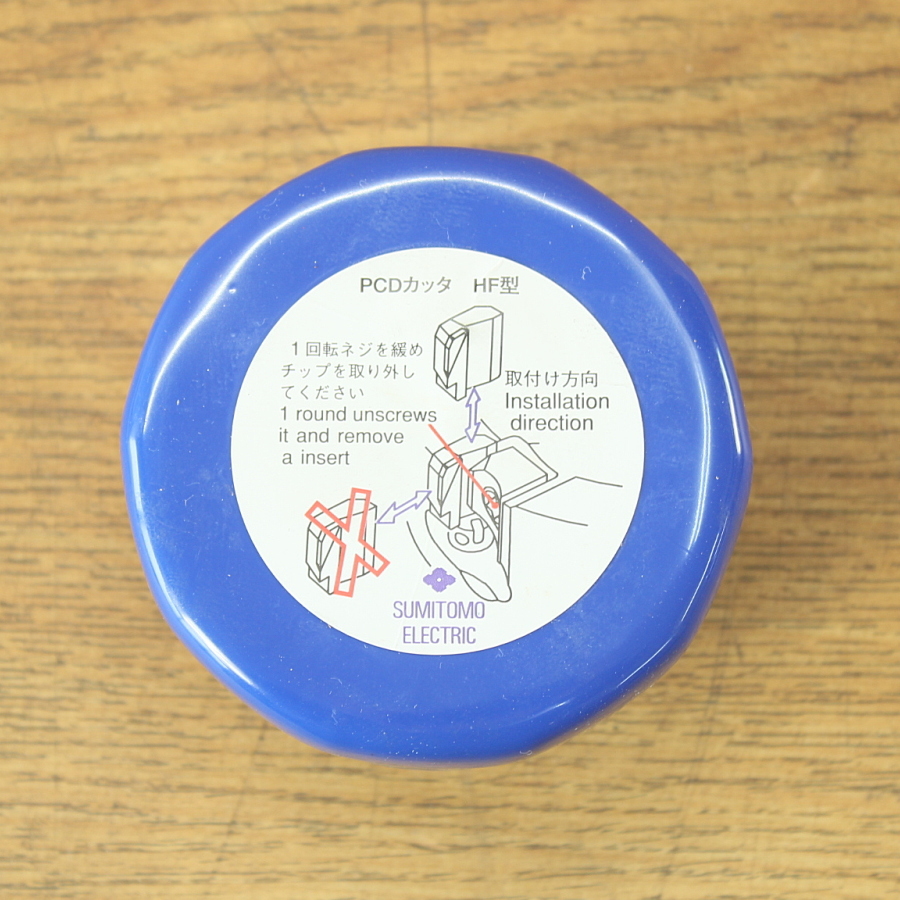 PCDカッタ　HF型
1回転ネジを緩め
チップを取り外し
てください
1 round unscrews
it and remove
a insert
取付け方向
Installation
direction
SUMITOMO
ELECTRIC